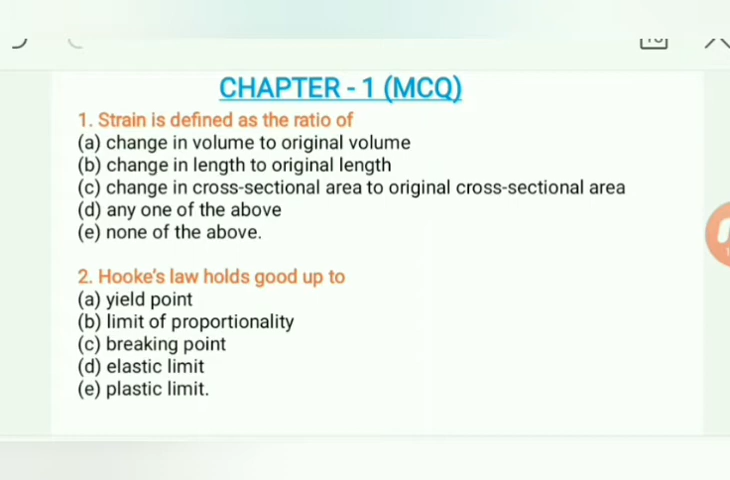 CHAPTER - 1 (MCQ)
1. Strain is defined as the ratio of
(a) change in volume to original volume
(b) change in length to original length
(c) change in cross-sectional area to original cross-sectional area
(d) any one of the above
(e) none of the above.
2. Hooke's law holds good up to
(a) yield point
(b) limit of proportionality
(c) breaking point
(d) elastic limit
(e) plastic limit.